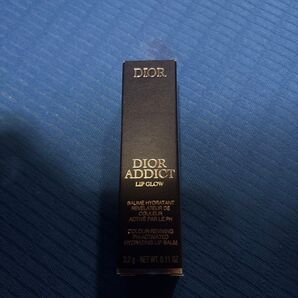 DIOR
DIOR
ADDICT
LIP GLOW
BAUME HYDRATANT
RÉVÉLATEUR DE
COULEUR
ACTIVÉ PAR LE PH
COLOUR-REVIVING
PH-ACTIVATED
HYDRATING LIP BALM
3.2 g - NET WT. 0.11 OZ.